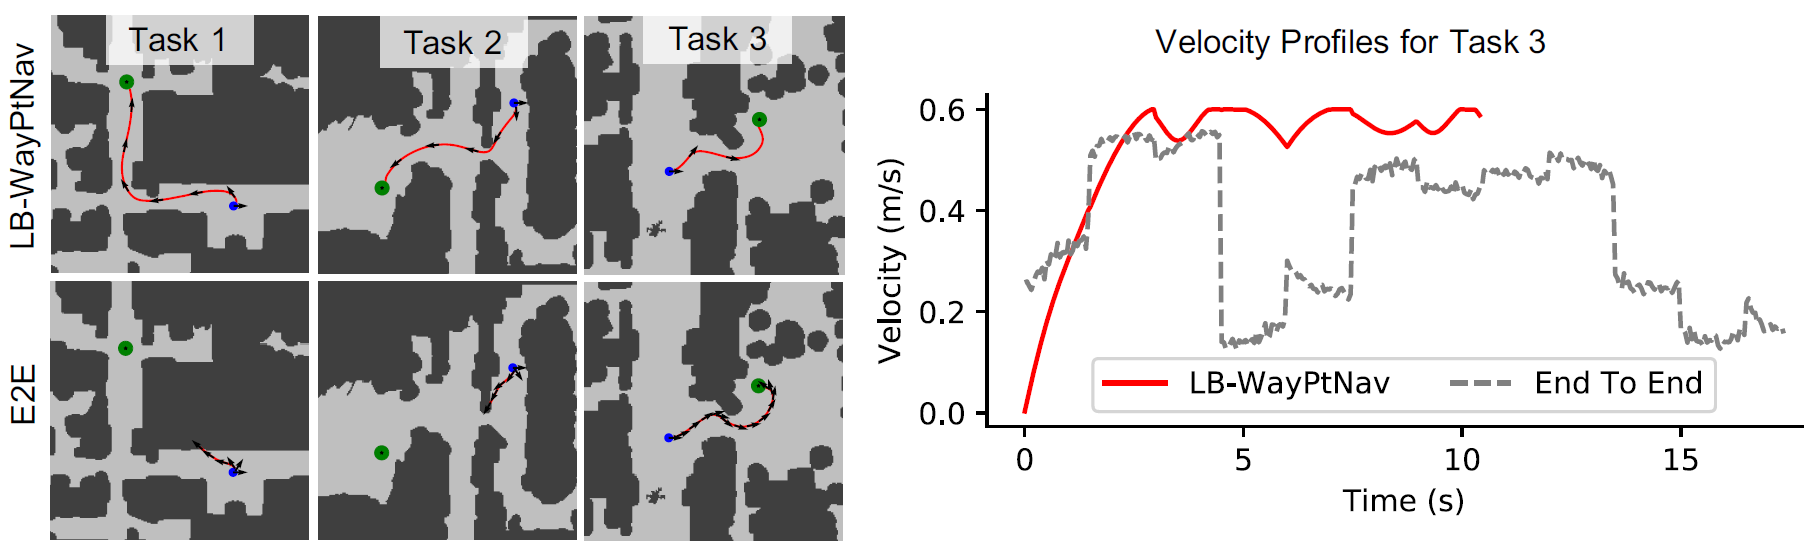 Task 1
Task 2
Task 3
LB-WayPtNav
E2E
Velocity Profiles for Task 3
Velocity (m/s)
0.6
0.4
0.2
0.0
LB-WayPtNav
End To End
0
5
10
15
Time (s)